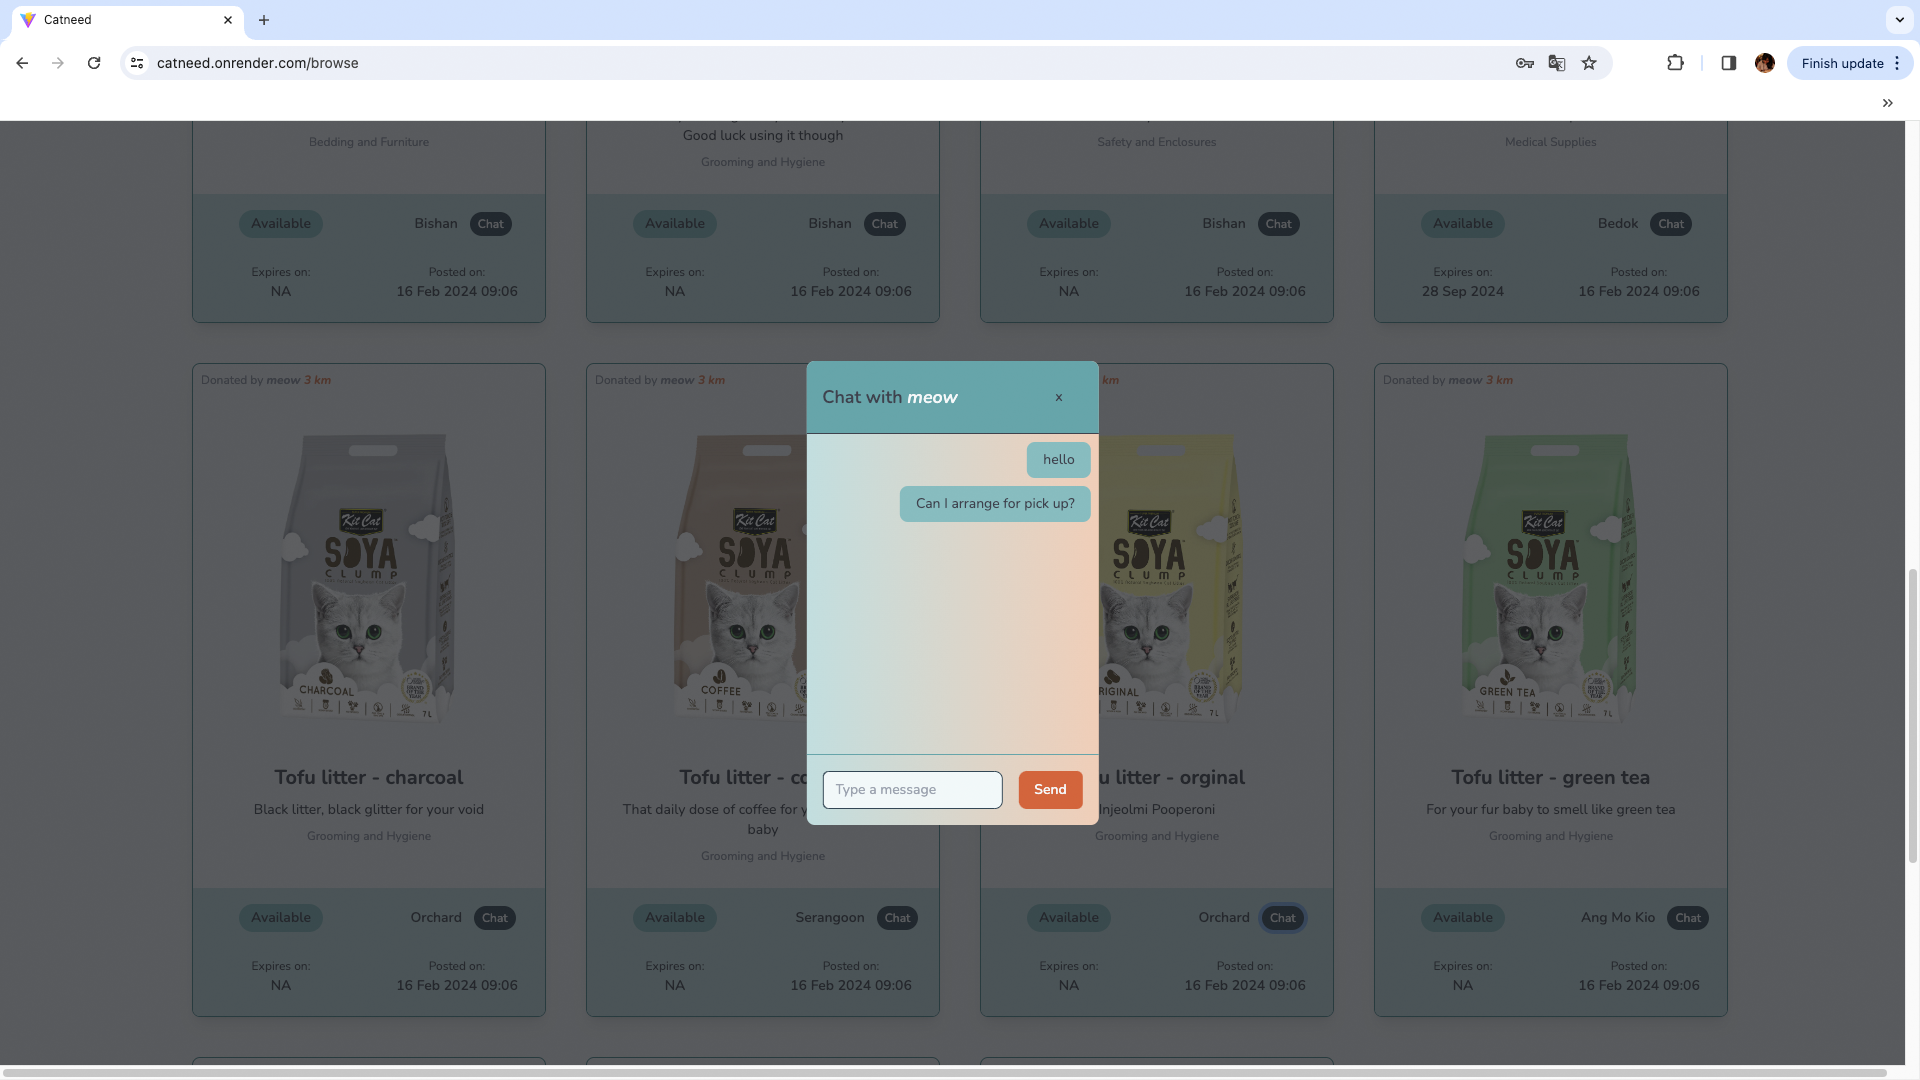 Catneed
catneed.onrender.com/browse
Finish update
Bedding and Furniture
Good luck using it though
Grooming and Hygiene
Safety and Enclosures
Medical Supplies
Available Bishan Chat
Expires on: Posted on:
NA 16 Feb 2024 09:06
Available Bishan Chat
Expires on: Posted on:
NA 16 Feb 2024 09:06
Available Bishan Chat
Expires on: Posted on:
NA 16 Feb 2024 09:06
Available Bedok Chat
Expires on: Posted on:
28 Sep 2024 16 Feb 2024 09:06
Chat with meow x
hello
Can I arrange for pick up?
Type a message Send
Donated by meow 3 km
Kit Cat
SOYA
CLUMP
CHARCOAL
7L
Tofu litter - charcoal
Black litter, black glitter for your void
Grooming and Hygiene
Available Orchard Chat
Expires on: Posted on:
NA 16 Feb 2024 09:06
Donated by meow 3 km
Kit Cat
SOYA
CLUMP
COFFEE
Tofu litter - co
That daily dose of coffee for y
baby
Grooming and Hygiene
Available Serangoon Chat
Expires on: Posted on:
NA 16 Feb 2024 09:06
km
Kit Cat
SOYA
CLUMP
RIGINAL
7L
u litter - orginal
Injeolmi Pooperoni
Grooming and Hygiene
Available Orchard Chat
Expires on: Posted on:
NA 16 Feb 2024 09:06
Donated by meow 3 km
Kit Cat
SOYA
CLUMP
GREEN TEA
7L
Tofu litter - green tea
For your fur baby to smell like green tea
Grooming and Hygiene
Available Ang Mo Kio Chat
Expires on: Posted on:
NA 16 Feb 2024 09:06